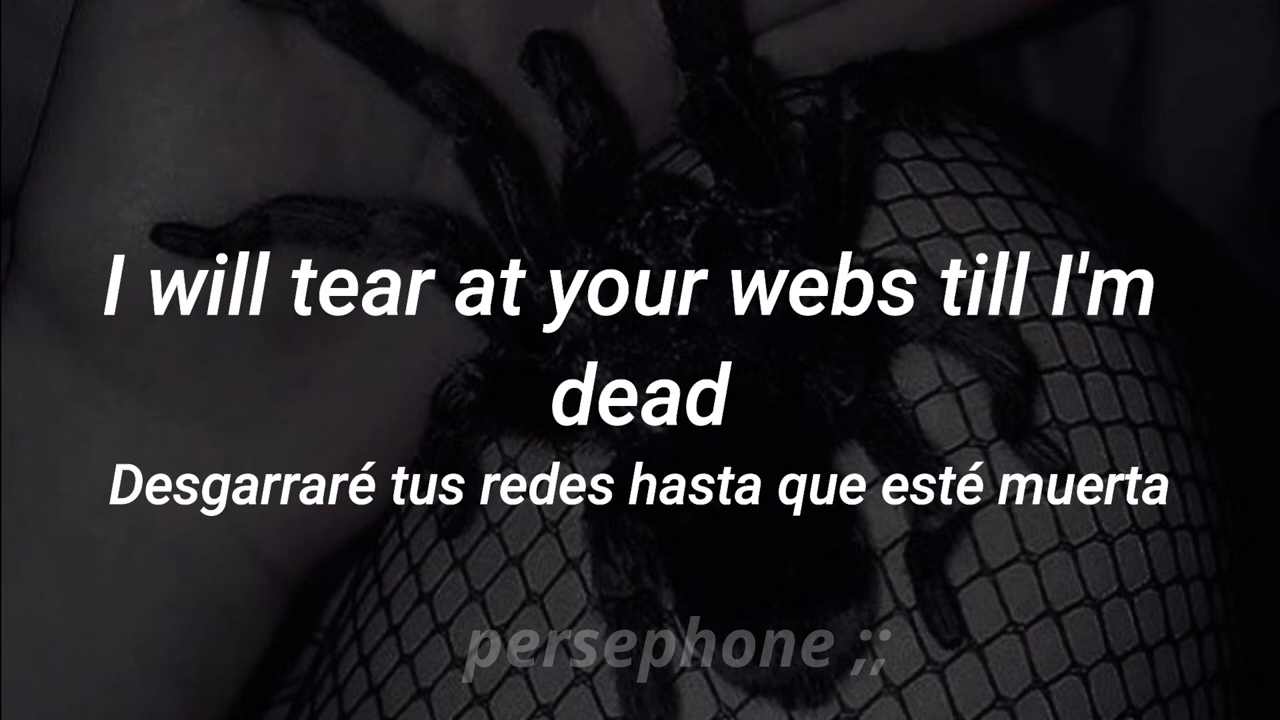 I will tear at your webs till I'm
dead
Desgarraré tus redes hasta que esté muerta
persephone ;;